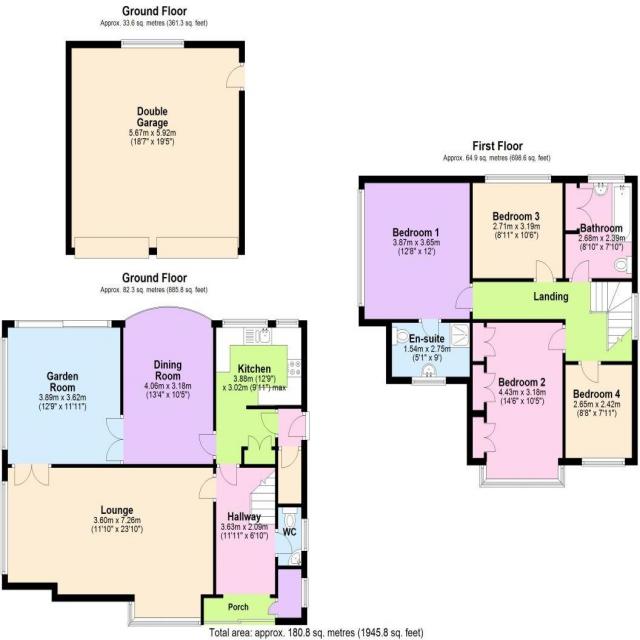 Ground Floor
Approx. 33.6 sq. metres (361.3 sq. feet)
Double
Garage
5.67m x 5.92m
(18'7" x 19'5")
First Floor
Approx. 64.9 sq. metres (698.6 sq. feet)
Bedroom 1
3.87m x 3.65m
(12'8" x 12')
Bedroom 3
2.71m x 3.19m
(8'11" x 10'6")
Bathroom
2.68m x 2.39m
(8'10" x 7'10")
Landing
En-suite
1.54m x 2.75m
(5'1" x 9')
Bedroom 2
4.43m x 3.18m
(14'6" x 10'5")
Bedroom 4
2.65m x 2.42m
(8'8" x 7'11")
Ground Floor
Approx. 82.3 sq. metres (885.8 sq. feet)
Garden
Room
3.89m x 3.62m
(12'9" x 11'11")
Dining
Room
4.06m x 3.18m
(13'4" x 10'5")
Kitchen
3.88m (12'9")
x 3.02m (9'11") max
Lounge
3.60m x 7.26m
(11'10" x 23'10")
Hallway
3.63m x 2.09m
(11'11" x 6'10")
WC
Porch
Total area: approx. 180.8 sq. metres (1945.8 sq. feet)